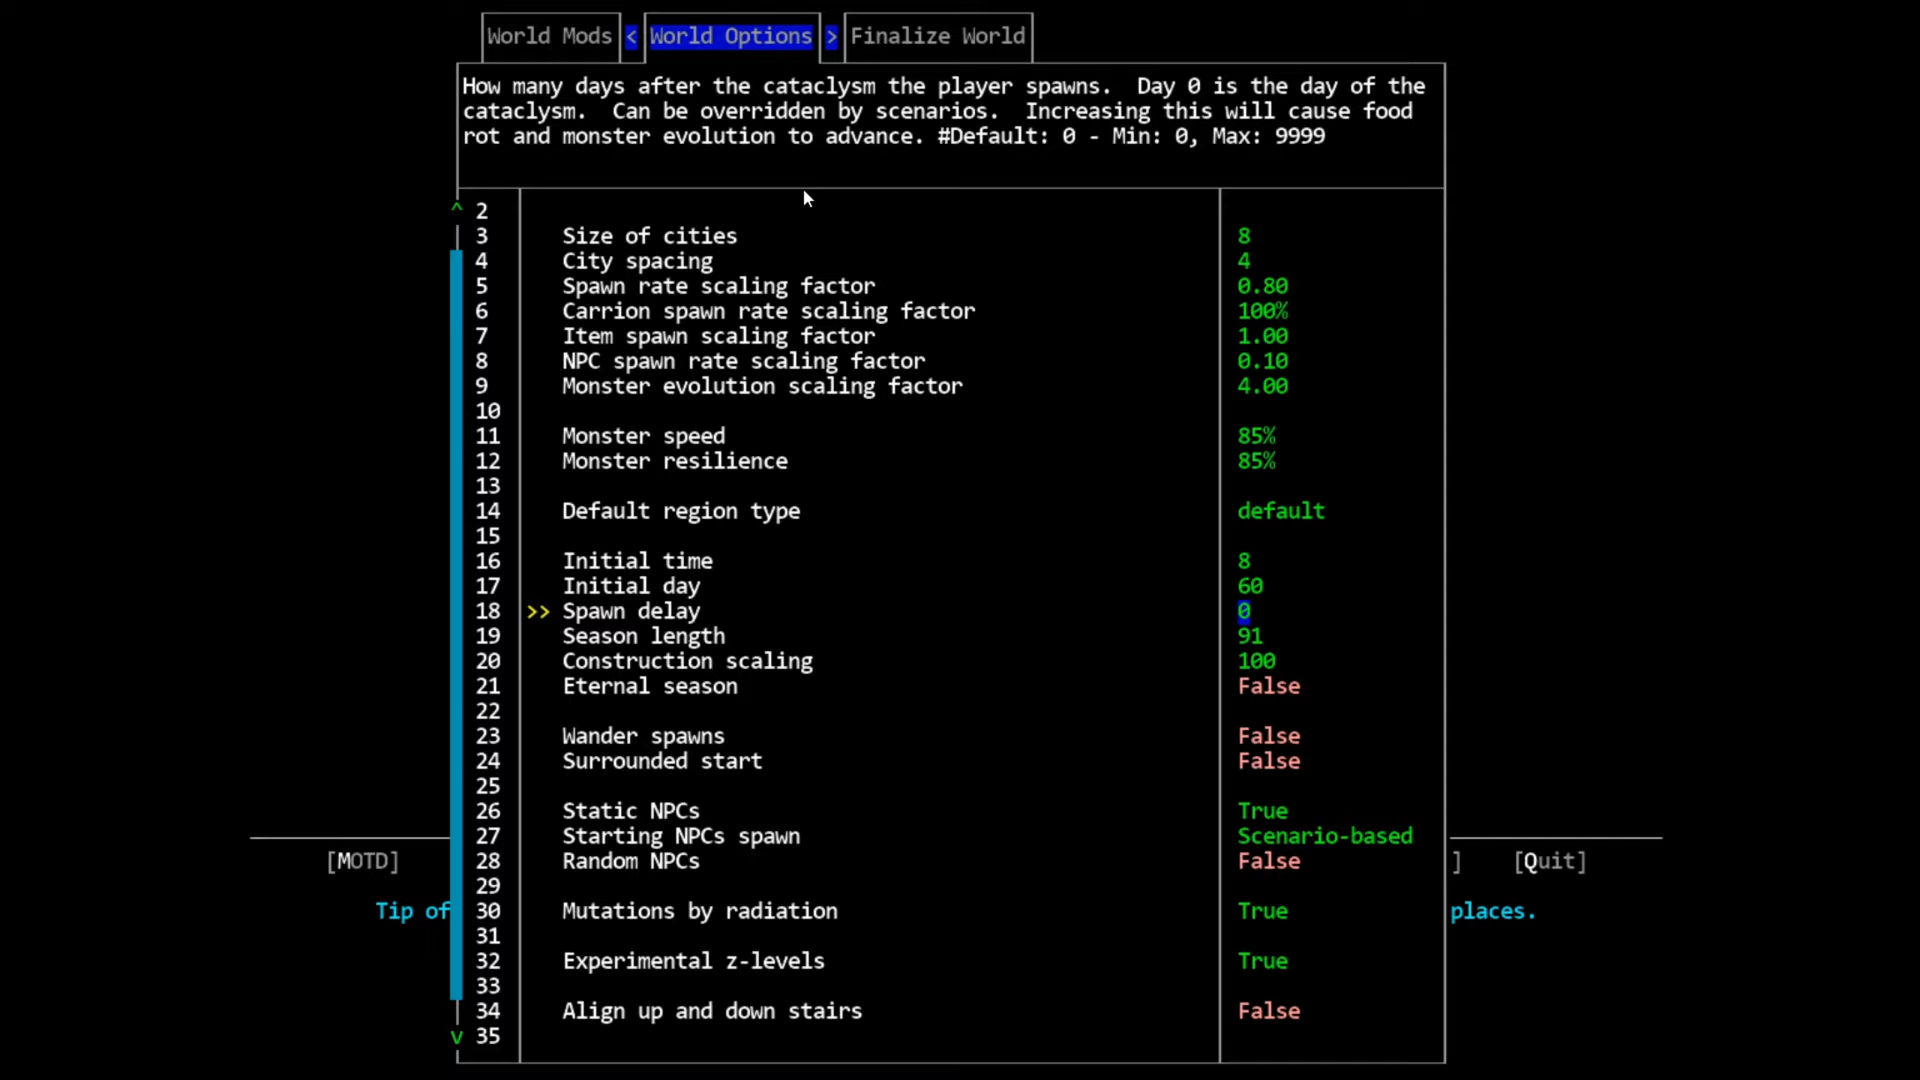 World Mods < World Options > Finalize World
How many days after the cataclysm the player spawns. Day 0 is the day of the
cataclysm. Can be overridden by scenarios. Increasing this will cause food
rot and monster evolution to advance. #Default: 0 - Min: 0, Max: 9999
^ 2
3 Size of cities 8
4 City spacing 4
5 Spawn rate scaling factor 0.80
6 Carrion spawn rate scaling factor 100%
7 Item spawn scaling factor 1.00
8 NPC spawn rate scaling factor 0.10
9 Monster evolution scaling factor 4.00
10
11 Monster speed 85%
12 Monster resilience 85%
13
14 Default region type default
15
16 Initial time 8
17 Initial day 60
18 >> Spawn delay 0
19 Season length 91
20 Construction scaling 100
21 Eternal season False
22
23 Wander spawns False
24 Surrounded start False
25
26 Static NPCs True
27 Starting NPCs spawn Scenario-based
[MOTD] 28 Random NPCs False ] [Quit]
29
Tip of 30 Mutations by radiation True places.
31
32 Experimental z-levels True
33
34 Align up and down stairs False
v 35